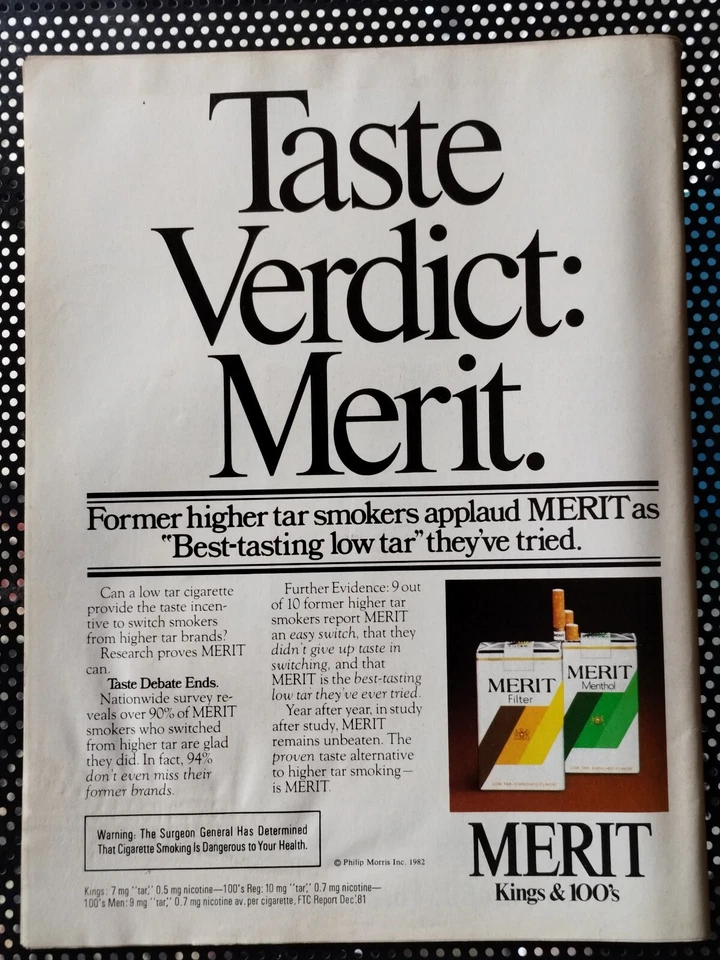 Taste
Verdict:
Merit.
Former higher tar smokers applaud MERIT as
"Best-tasting low tar" they've tried.
Can a low tar cigarette
provide the taste incen-
tive to switch smokers
from higher tar brands?
Research proves MERIT
can.
Taste Debate Ends.
Nationwide survey re-
veals over 90% of MERIT
smokers who switched
from higher tar are glad
they did. In fact, 94%
don't even miss their
former brands.
Further Evidence: 9 out
of 10 former higher tar
smokers report MERIT
an easy switch, that they
didn't give up taste in
switching, and that
MERIT is the best-tasting
low tar they've ever tried.
Year after year, in study
after study, MERIT
remains unbeaten. The
proven taste alternative
to higher tar smoking—
is MERIT.
MERIT
Filter
LOW TAR-ENRICHED FLAVOR
MERIT
Menthol
LOW TAR-ENRICHED FLAVOR
Warning: The Surgeon General Has Determined
That Cigarette Smoking Is Dangerous to Your Health.
© Philip Morris Inc. 1982
MERIT
Kings & 100's
Kings: 7 mg "tar," 0.5 mg nicotine—100's Reg: 10 mg "tar," 0.7 mg nicotine—
100's Men: 9 mg "tar," 0.7 mg nicotine av. per cigarette, FTC Report Dec.'81